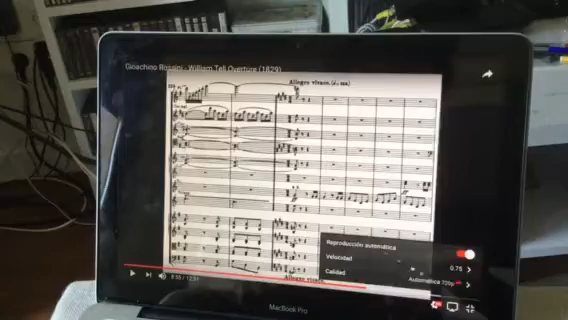 Gioachino Rossini - William Tell Overture (1829)
Allegro vivace.
Reproducción automática
Velocidad
0.75
Calidad
Automática 720p
Allegro vivace.
MacBook Pro